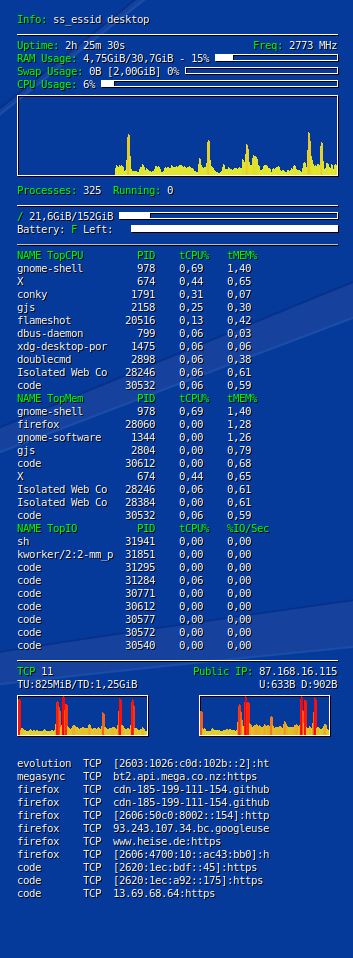 Info: ss_essid desktop
Uptime: 2h 25m 30s Freq: 2773 MHz
RAM Usage: 4,75GiB/30,7GiB - 15%
Swap Usage: 0B [2,00GiB] 0%
CPU Usage: 6%
Processes: 325 Running: 0
/ 21,6GiB/152GiB
Battery: F Left:
NAME TopCPU PID tCPU% tMEM%
gnome-shell 978 0,69 1,40
X 674 0,44 0,65
conky 1791 0,31 0,07
gjs 2158 0,25 0,30
flameshot 20516 0,13 0,42
dbus-daemon 799 0,06 0,03
xdg-desktop-por 1475 0,06 0,06
doublecmd 2898 0,06 0,38
Isolated Web Co 28246 0,06 0,61
code 30532 0,06 0,59
NAME TopMem PID tCPU% tMEM%
gnome-shell 978 0,69 1,40
firefox 28060 0,00 1,28
gnome-software 1344 0,00 1,26
gjs 2804 0,00 0,79
code 30612 0,00 0,68
X 674 0,44 0,65
Isolated Web Co 28246 0,06 0,61
Isolated Web Co 28384 0,00 0,61
code 30532 0,06 0,59
NAME TopIO PID tCPU% %IO/Sec
sh 31941 0,00 0,00
kworker/2:2-mm_p 31851 0,00 0,00
code 31295 0,00 0,00
code 31284 0,06 0,00
code 30771 0,00 0,00
code 30612 0,00 0,00
code 30577 0,00 0,00
code 30572 0,00 0,00
code 30540 0,00 0,00
TCP 11 Public IP: 87.168.16.115
TU:825MiB/TD:1,25GiB U:633B D:902B
evolution TCP [2603:1026:c0d:102b::2]:ht
megasync TCP bt2.api.mega.co.nz:https
firefox TCP cdn-185-199-111-154.github
firefox TCP cdn-185-199-111-154.github
firefox TCP [2606:50c0:8002::154]:http
firefox TCP 93.243.107.34.bc.googleuse
firefox TCP www.heise.de:https
firefox TCP [2606:4700:10::ac43:bb0]:h
code TCP [2620:1ec:bdf::45]:https
code TCP [2620:1ec:a92::175]:https
code TCP 13.69.68.64:https